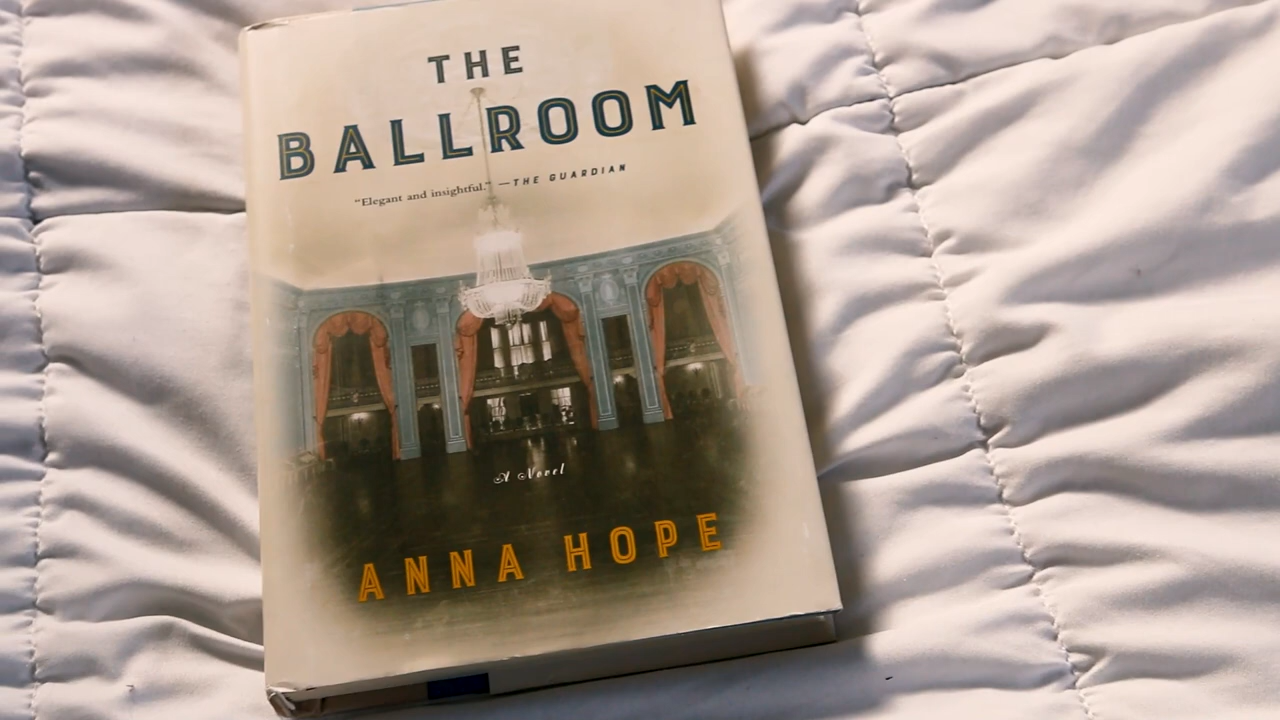 THE
BALLROOM
“Elegant and insightful.” —THE GUARDIAN
A Novel
ANNA HOPE